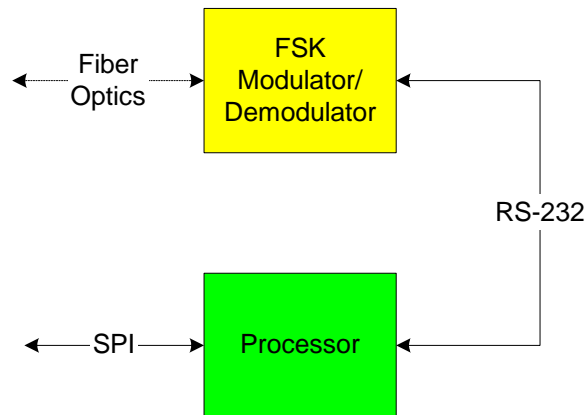 Fiber
Optics
FSK
Modulator/
Demodulator
RS-232
SPI
Processor